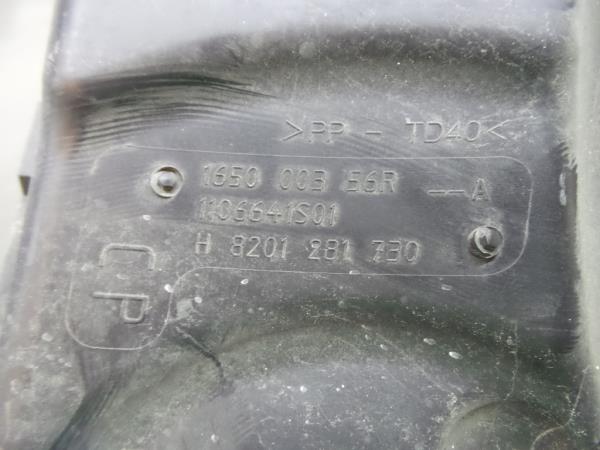 >PP - TD40<
1650 003 56R --A
1106641S01
H 8201 281 730
CP